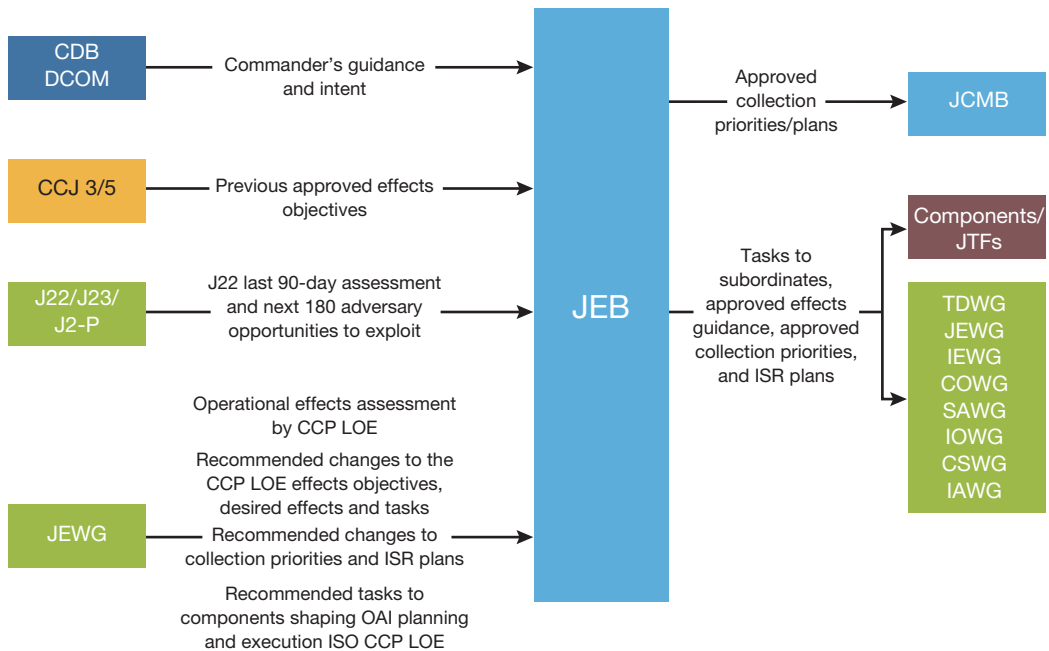 CDB
DCOM
Commander’s guidance
and intent
CCJ 3/5
Previous approved effects
objectives
J22/J23/
J2-P
J22 last 90-day assessment
and next 180 adversary
opportunities to exploit
JEWG
Operational effects assessment
by CCP LOE
Recommended changes to the
CCP LOE effects objectives,
desired effects and tasks
Recommended changes to
collection priorities and ISR plans
Recommended tasks to
components shaping OAI planning
and execution ISO CCP LOE
JEB
Approved
collection
priorities/plans
JCMB
Tasks to
subordinates,
approved effects
guidance, approved
collection priorities,
and ISR plans
Components/
JTFs
TDWG
JEWG
IEWG
COWG
SAWG
IOWG
CSWG
IAWG